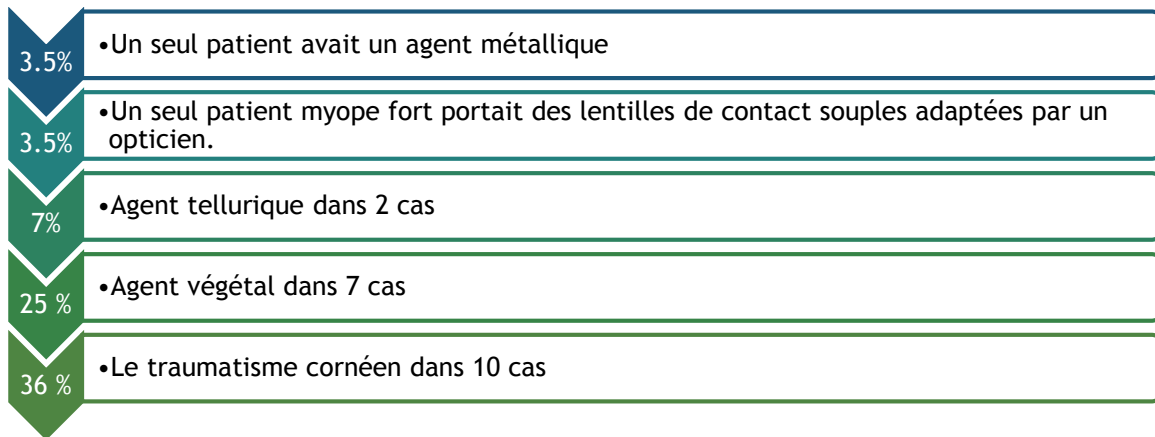 3.5%
•Un seul patient avait un agent métallique
3.5%
•Un seul patient myope fort portait des lentilles de contact souples adaptées par un
opticien.
7%
•Agent tellurique dans 2 cas
25 %
•Agent végétal dans 7 cas
36 %
•Le traumatisme cornéen dans 10 cas